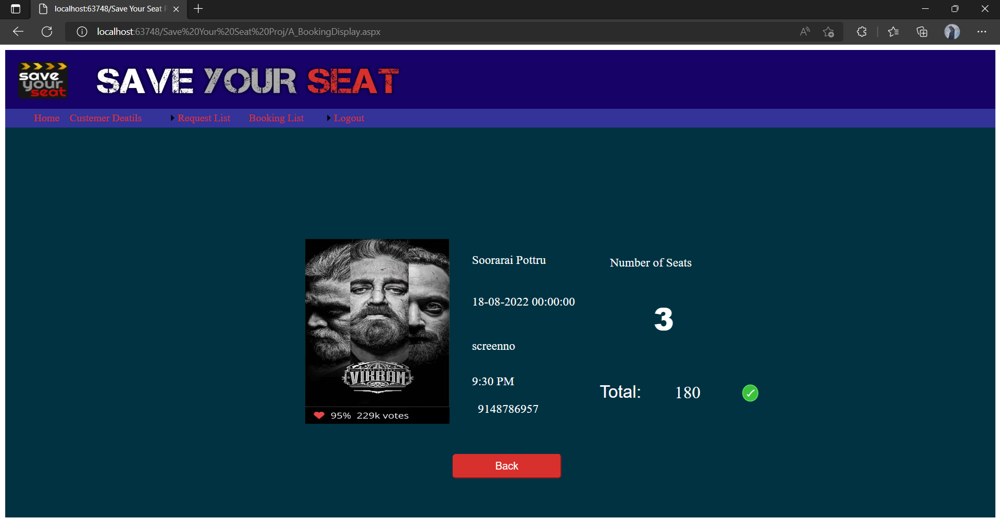 localhost:63748/Save Your Seat P
localhost:63748/Save%20Your%20Seat%20Proj/A_BookingDisplay.aspx
save
your
seat
SAVE YOUR SEAT
Home Custemer Deatils Request List Booking List Logout
Soorarai Pottru
Number of Seats
18-08-2022 00:00:00
3
screenno
9:30 PM
Total: 180
9148786957
VIKRAM
95% 229k votes
Back